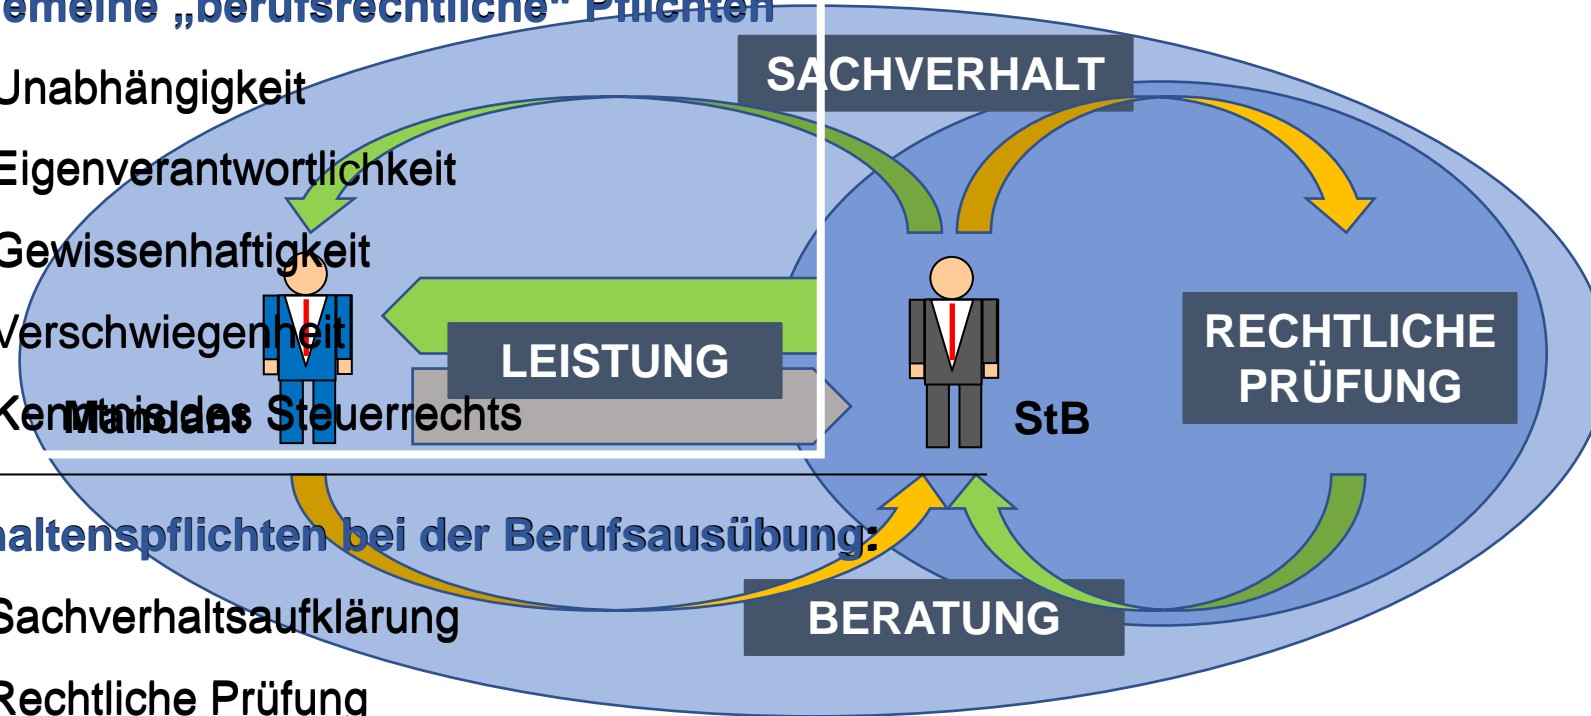 emeine „berufsrechtliche“ Pflichten
SACHVERHALT
Unabhängigkeit
Eigenverantwortlichkeit
Gewissenhaftigkeit
Verschwiegenheit
LEISTUNG
RECHTLICHE
PRÜFUNG
Kenntnis des Steuerrechts
Mandant
StB
haltenspflichten bei der Berufsausübung:
Sachverhaltsaufklärung
BERATUNG
Rechtliche Prüfung